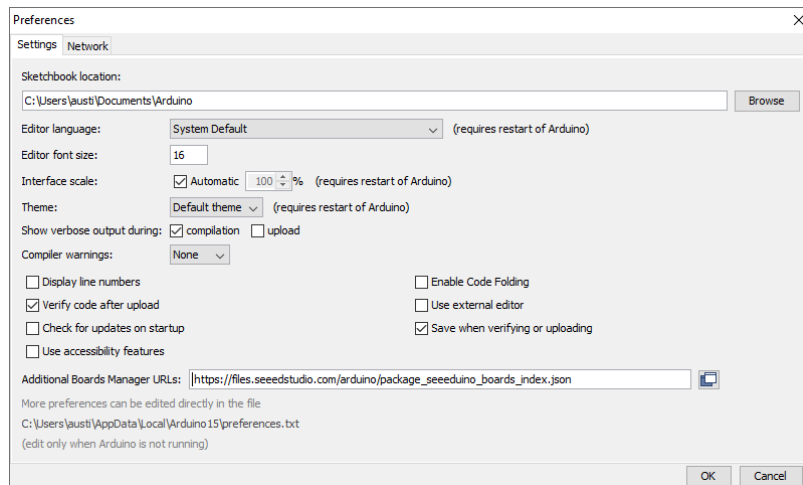 Preferences
Settings Network
Sketchbook location:
C:\Users\austi\Documents\Arduino Browse
Editor language: System Default (requires restart of Arduino)
Editor font size: 16
Interface scale: Automatic 100 % (requires restart of Arduino)
Theme: Default theme (requires restart of Arduino)
Show verbose output during: compilation upload
Compiler warnings: None
Display line numbers Enable Code Folding
Verify code after upload Use external editor
Check for updates on startup Save when verifying or uploading
Use accessibility features
Additional Boards Manager URLs: https://files.seeedstudio.com/arduino/package_seeeduino_boards_index.json
More preferences can be edited directly in the file
C:\Users\austi\AppData\Local\Arduino15\preferences.txt
(edit only when Arduino is not running)
OK Cancel